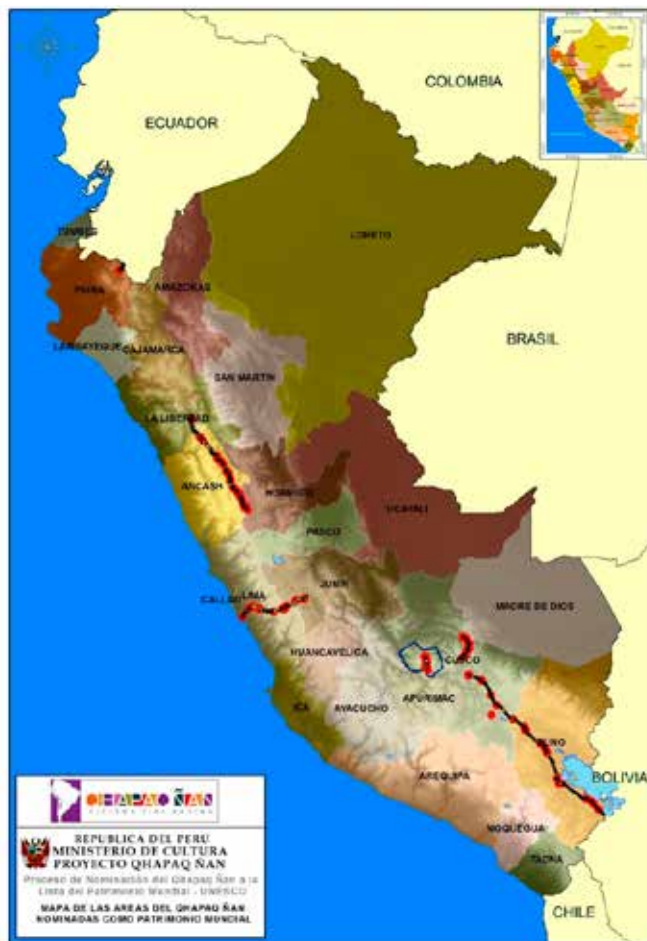 COLOMBIA
ECUADOR
TUMBES
LORETO
PIURA
AMAZONAS
LAMBAYEQUE
CAJAMARCA
BRASIL
SAN MARTIN
LA LIBERTAD
ANCASH
HUANUCO
UCAYALI
PASCO
JUNIN
CALLAO
LIMA
MADRE DE DIOS
HUANCAVELICA
CUSCO
APURIMAC
AYACUCHO
ICA
PUNO
AREQUIPA
BOLIVIA
MOQUEGUA
TACNA
CHILE
QHAPAQ ÑAN
REPUBLICA DEL PERU
MINISTERIO DE CULTURA
PROYECTO QHAPAQ ÑAN
Proceso de Nominación del Qhapaq Ñan a la
Lista del Patrimonio Mundial - UNESCO
MAPA DE LAS AREAS DEL QHAPAQ ÑAN
NOMINADAS COMO PATRIMONIO MUNDIAL